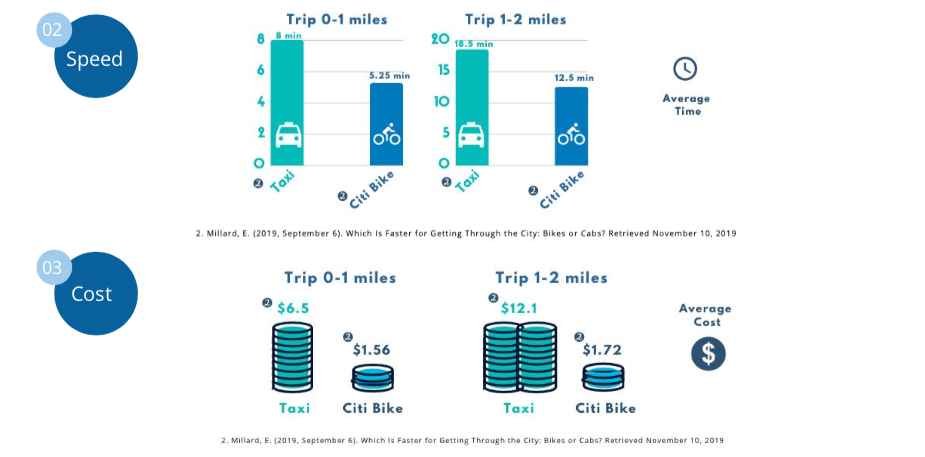 02
Speed
Trip 0-1 miles
8
6
4
2
0
8 min
5.25 min
2 Taxi
2 Citi Bike
Trip 1-2 miles
20
15
10
5
0
18.5 min
12.5 min
2 Taxi
2 Citi Bike
Average
Time
2. Millard, E. (2019, September 6). Which Is Faster for Getting Through the City: Bikes or Cabs? Retrieved November 10, 2019
03
Cost
Trip 0-1 miles
2 $6.5
2 $1.56
Taxi
Citi Bike
Trip 1-2 miles
2 $12.1
2 $1.72
Taxi
Citi Bike
Average
Cost
$
2. Millard, E. (2019, September 6). Which Is Faster for Getting Through the City: Bikes or Cabs? Retrieved November 10, 2019